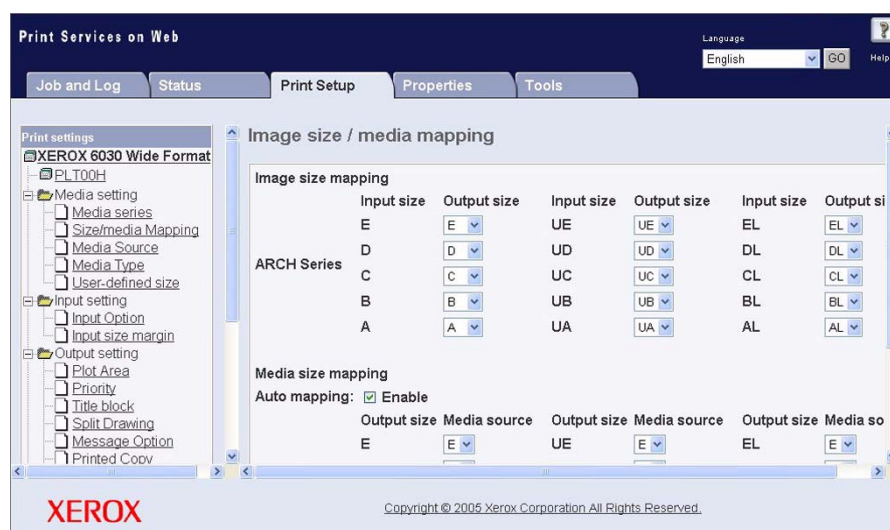 Print Services on Web
Language
English GO Help
Job and Log Status Print Setup Properties Tools
Print settings
XEROX 6030 Wide Format
PLT00H
Media setting
Media series
Size/media Mapping
Media Source
Media Type
User-defined size
Input setting
Input Option
Input size margin
Output setting
Plot Area
Priority
Title block
Split Drawing
Message Option
Printed Copy
Image size / media mapping
Image size mapping
Input size Output size Input size Output size Input size Output si
E E UE UE EL EL
D D UD UD DL DL
ARCH Series
C C UC UC CL CL
B B UB UB BL BL
A A UA UA AL AL
Media size mapping
Auto mapping: Enable
Output size Media source Output size Media source Output size Media so
E E UE E EL E
XEROX
Copyright © 2005 Xerox Corporation All Rights Reserved.